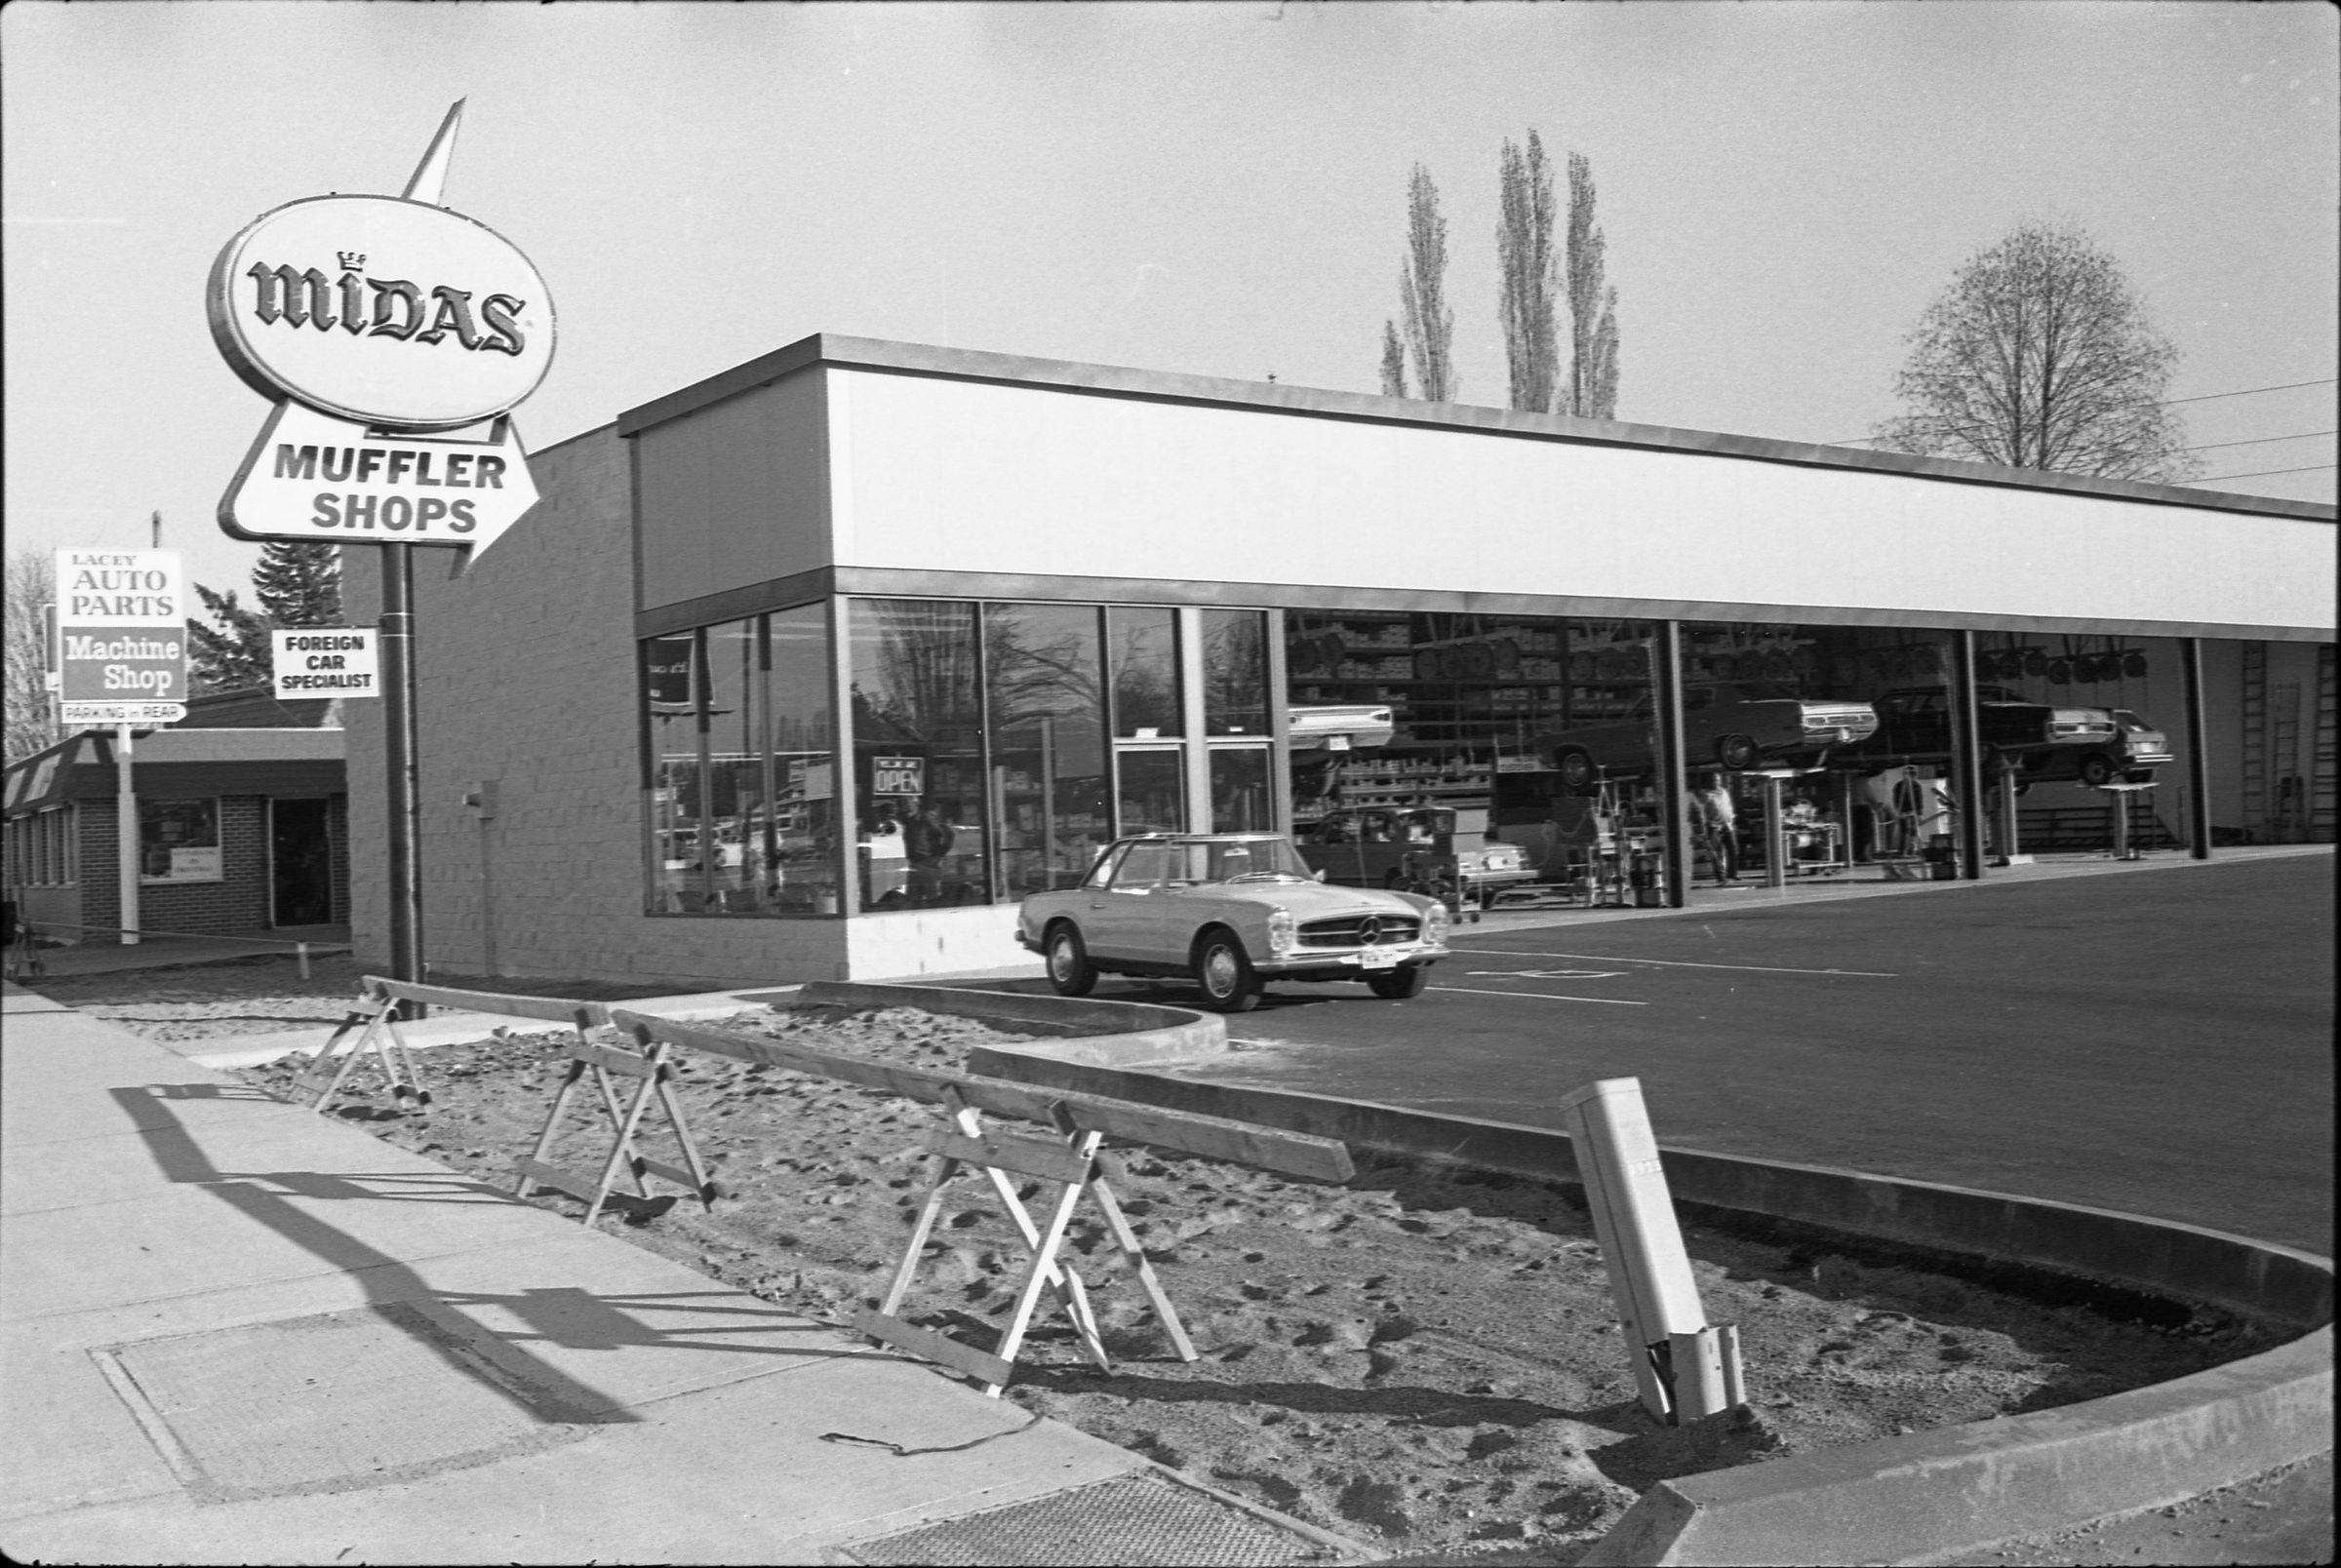 MiDAS
MUFFLER
SHOPS
LACEY
AUTO
PARTS
Machine
Shop
PARKING in REAR
FOREIGN
CAR
SPECIALIST
OPEN